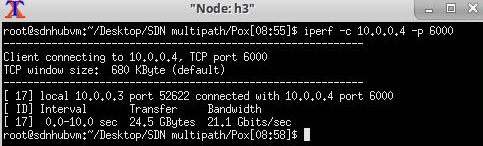 "Node: h3"
root@sdnhubvm:~/Desktop/SDN multipath/Pox[08:55]$ iperf -c 10.0.0.4 -p 6000
------------------------------------------------------------
Client connecting to 10.0.0.4, TCP port 6000
TCP window size:  680 KByte (default)
------------------------------------------------------------
[ 17] local 10.0.0.3 port 52622 connected with 10.0.0.4 port 6000
[ ID] Interval       Transfer     Bandwidth
[ 17]  0.0-10.0 sec  24.5 GBytes  21.1 Gbits/sec
root@sdnhubvm:~/Desktop/SDN multipath/Pox[08:58]$